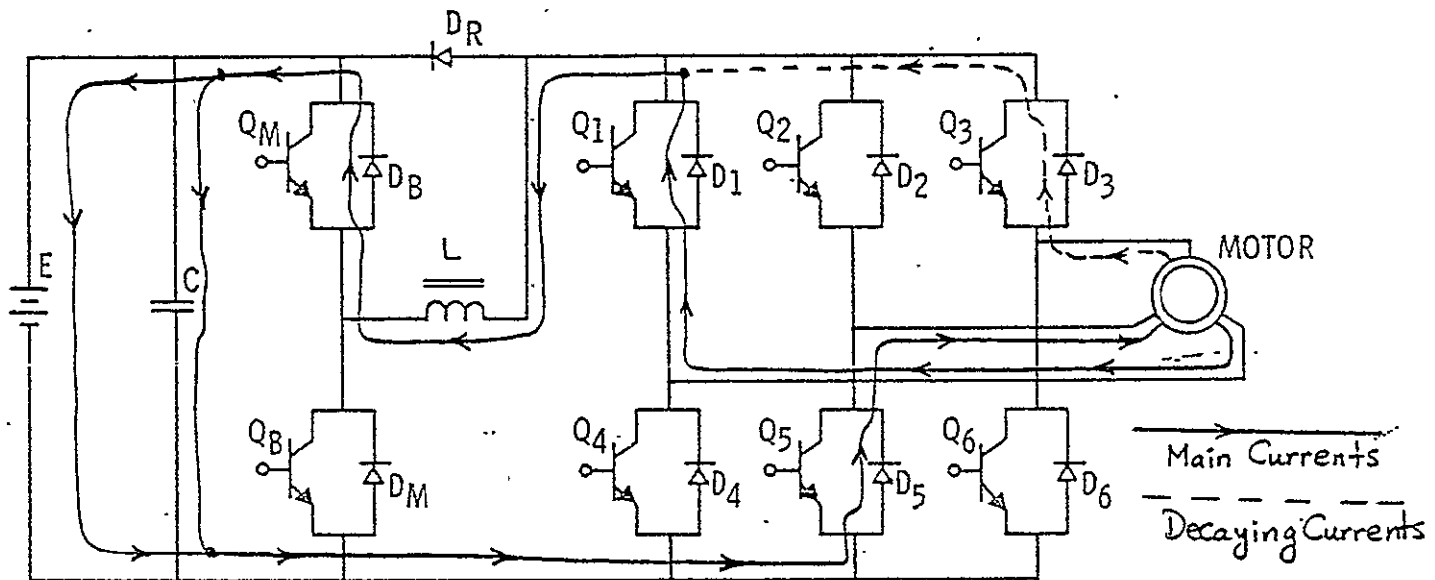 DR
QM
DB
Q1
D1
Q2
D2
Q3
D3
L
E
C
MOTOR
QB
DM
Q4
D4
Q5
D5
Q6
D6
Main Currents
Decaying Currents